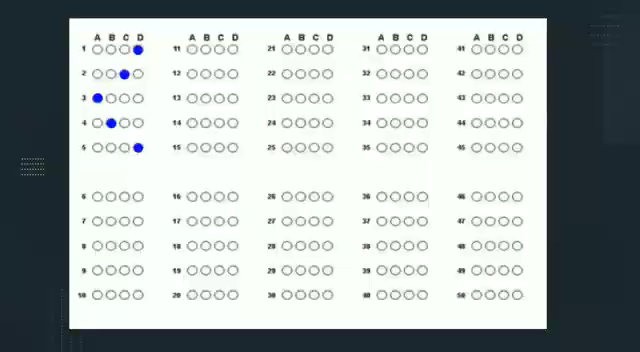 A B C D A B C D A B C D A B C D A B C D
1 11 21 31 41
2 12 22 32 42
3 13 23 33 43
4 14 24 34 44
5 15 25 35 45
6 16 26 36 46
7 17 27 37 47
8 18 28 38 48
9 19 29 39 49
10 20 30 40 50